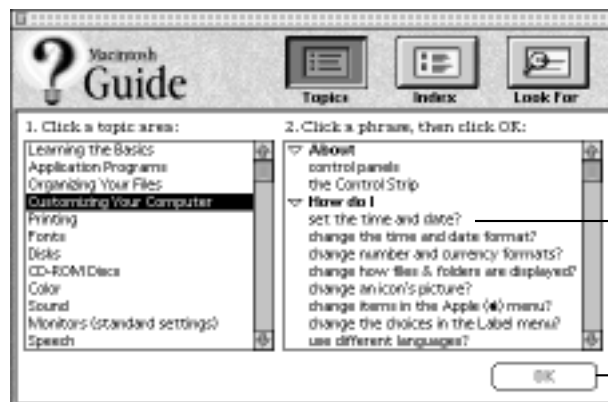 Macintosh
Guide
Topics
Index
Look For
1. Click a topic area:
Learning the Basics
Application Programs
Organizing Your Files
Customizing Your Computer
Printing
Fonts
Disks
CD-ROM Discs
Color
Sound
Monitors (standard settings)
Speech
2. Click a phrase, then click OK:
About
control panels
the Control Strip
How do I
set the time and date?
change the time and date format?
change number and currency formats?
change how files & folders are displayed?
change an icon's picture?
change items in the Apple () menu?
change the choices in the Label menu?
use different languages?
OK